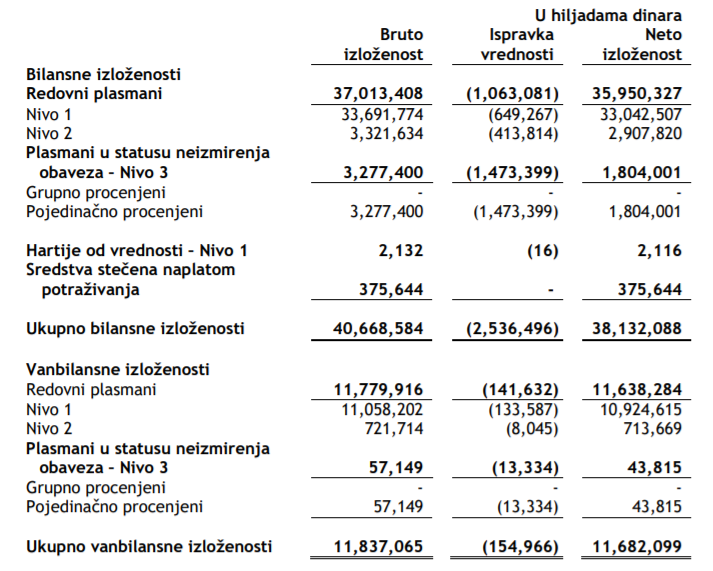 U hiljadama dinara
Bruto Ispravka Neto
izloženost vrednosti izloženost
Bilansne izloženosti
Redovni plasmani 37,013,408 (1,063,081) 35,950,327
Nivo 1 33,691,774 (649,267) 33,042,507
Nivo 2 3,321,634 (413,814) 2,907,820
Plasmani u statusu neizmirenja
obaveza – Nivo 3 3,277,400 (1,473,399) 1,804,001
Grupno procenjeni - - -
Pojedinačno procenjeni 3,277,400 (1,473,399) 1,804,001
Hartije od vrednosti – Nivo 1 2,132 (16) 2,116
Sredstva stečena naplatom
potraživanja 375,644 - 375,644
Ukupno bilansne izloženosti 40,668,584 (2,536,496) 38,132,088
Vanbilansne izloženosti
Redovni plasmani 11,779,916 (141,632) 11,638,284
Nivo 1 11,058,202 (133,587) 10,924,615
Nivo 2 721,714 (8,045) 713,669
Plasmani u statusu neizmirenja
obaveza – Nivo 3 57,149 (13,334) 43,815
Grupno procenjeni - - -
Pojedinačno procenjeni 57,149 (13,334) 43,815
Ukupno vanbilansne izloženosti 11,837,065 (154,966) 11,682,099